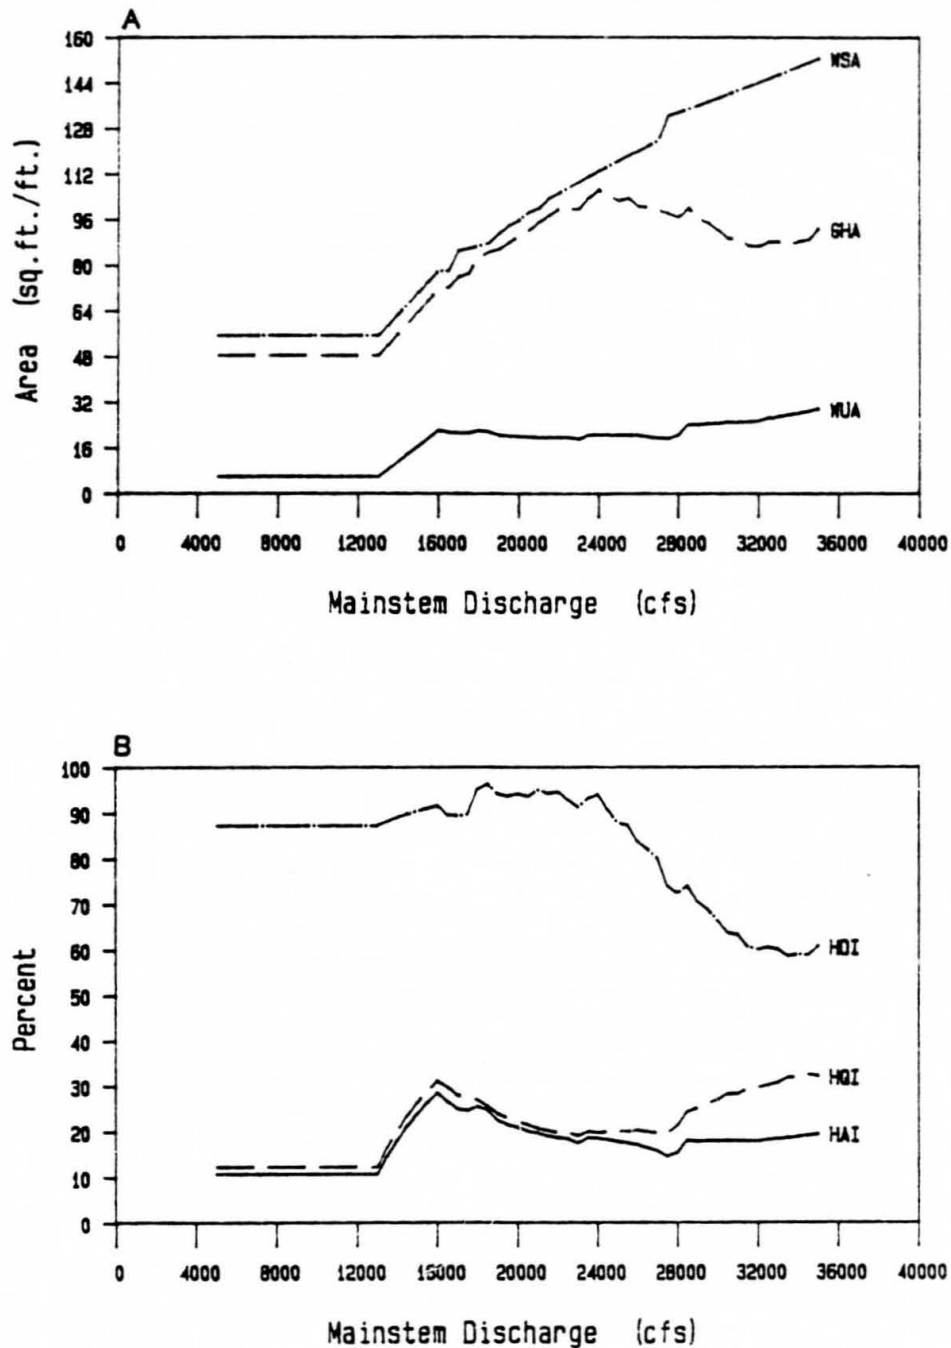 A
160
144
128
112
96
80
64
48
32
16
0
Area (sq.ft./ft.)
WSA
GHA
WUA
0 4000 8000 12000 16000 20000 24000 28000 32000 36000 40000
Mainstem Discharge (cfs)
B
100
90
80
70
60
50
40
30
20
10
0
Percent
HDI
HQI
HAI
0 4000 8000 12000 16000 20000 24000 28000 32000 36000 40000
Mainstem Discharge (cfs)